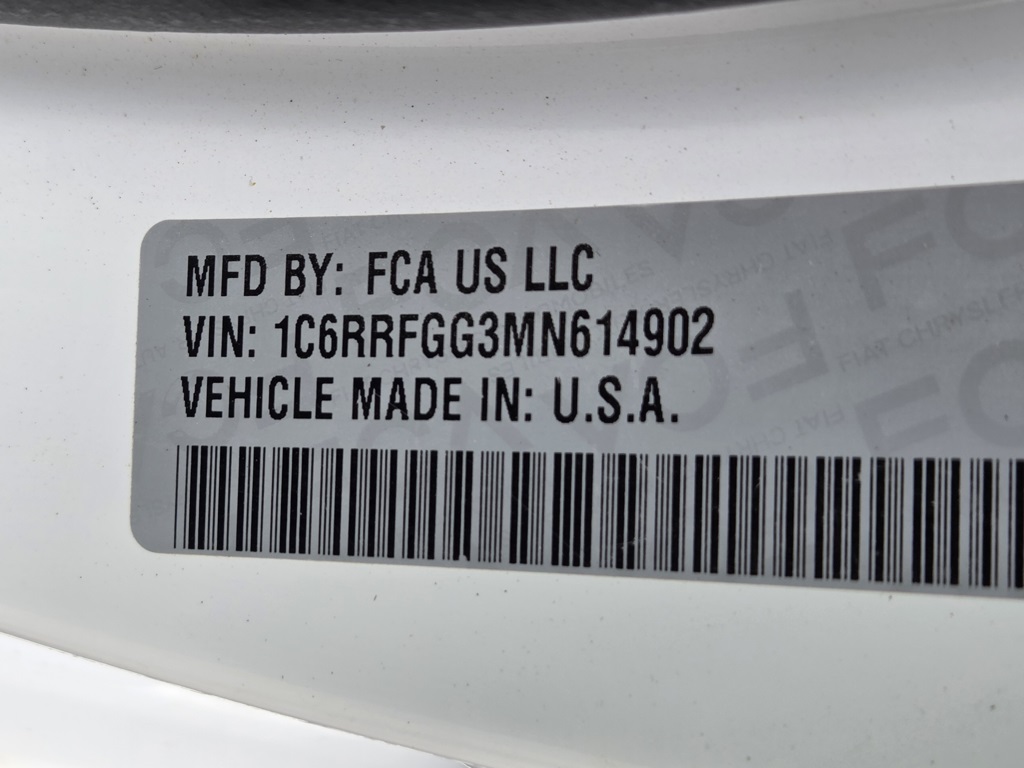 MFD BY: FCA US LLC
VIN: 1C6RRFGG3MN614902
VEHICLE MADE IN: U.S.A.